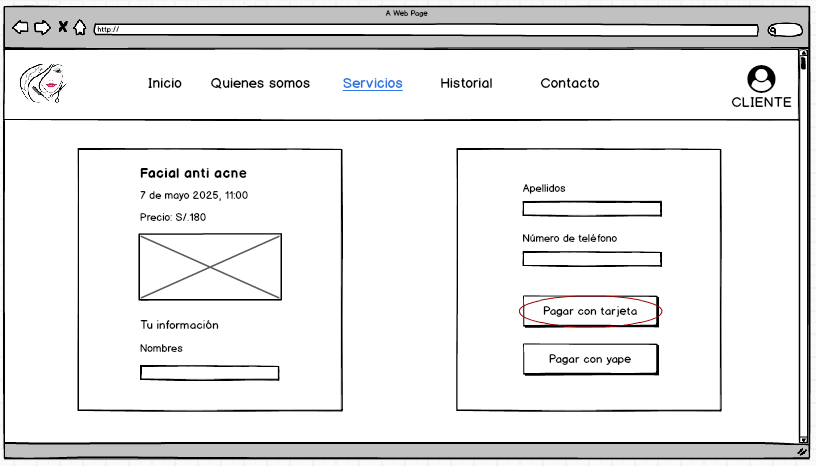 A Web Page
http://
Inicio Quienes somos Servicios Historial Contacto
CLIENTE
Facial anti acne
7 de mayo 2025, 11:00
Precio: S/.180
Tu información
Nombres
Apellidos
Número de teléfono
Pagar con tarjeta
Pagar con yape